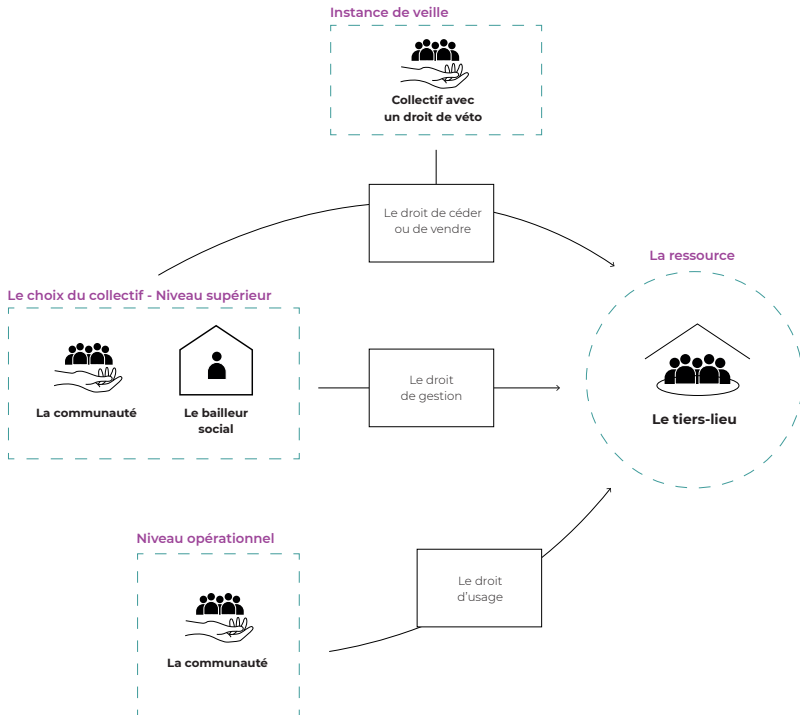 Instance de veille
Collectif avec
un droit de véto
Le droit de céder
ou de vendre
La ressource
Le choix du collectif - Niveau supérieur
La communauté
Le bailleur
social
Le droit
de gestion
Le tiers-lieu
Niveau opérationnel
Le droit
d’usage
La communauté